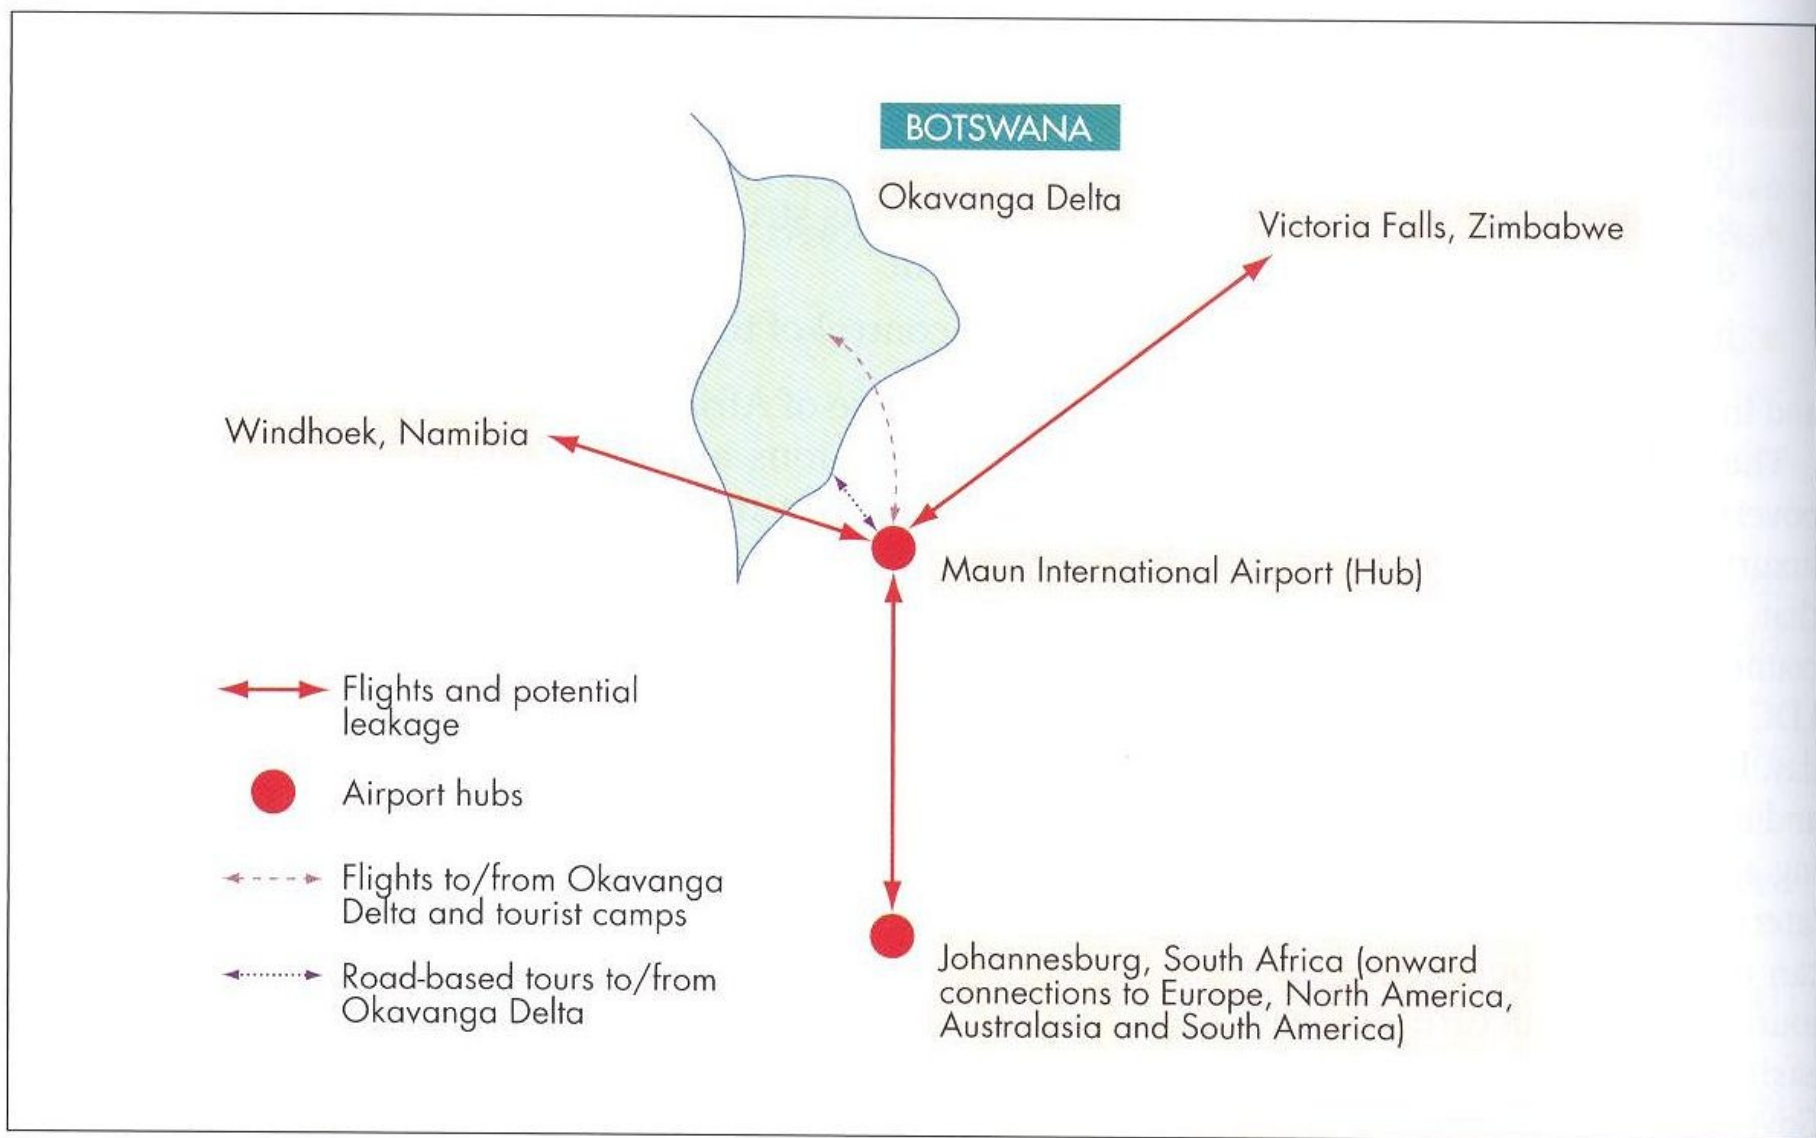 BOTSWANA
Okavanga Delta
Victoria Falls, Zimbabwe
Windhoek, Namibia
Maun International Airport (Hub)
Flights and potential
leakage
Airport hubs
Flights to/from Okavanga
Delta and tourist camps
Road-based tours to/from
Okavanga Delta
Johannesburg, South Africa (onward
connections to Europe, North America,
Australasia and South America)